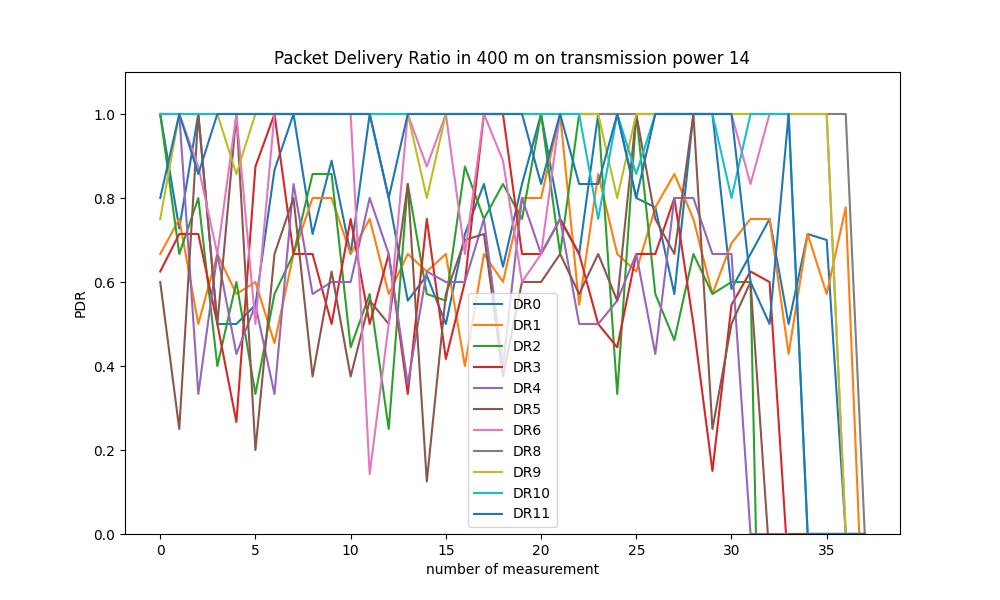 Packet Delivery Ratio in 400 m on transmission power 14
PDR
1.0
0.8
0.6
0.4
0.2
0.0
DR0
DR1
DR2
DR3
DR4
DR5
DR6
DR8
DR9
DR10
DR11
0 5 10 15 20 25 30 35
number of measurement